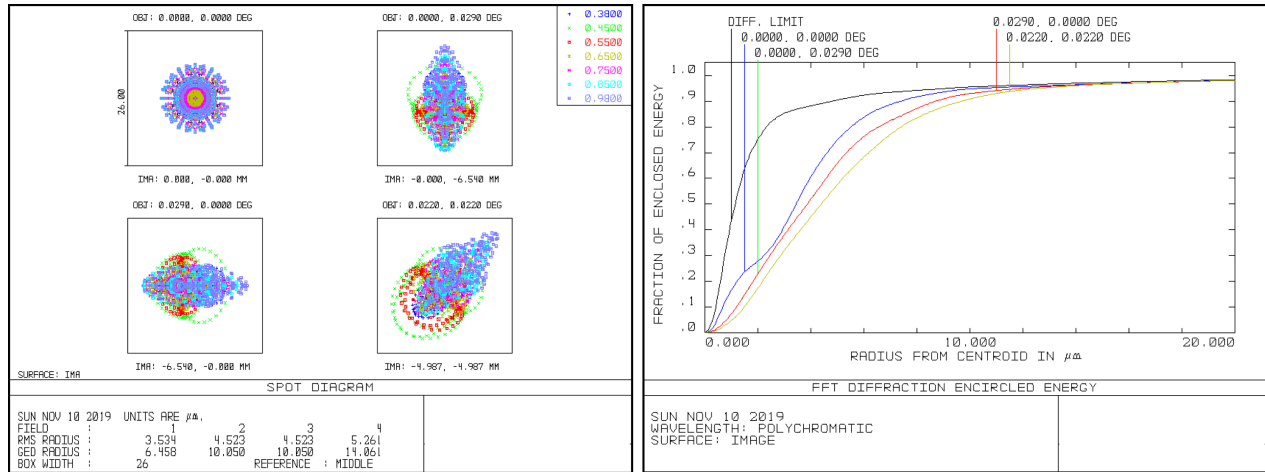 OBJ: 0.0000, 0.0000 DEG
OBJ: 0.0000, 0.0290 DEG
0.3800
0.4500
0.5500
0.6500
0.7500
0.8500
0.9800
26.00
IMA: 0.000, -0.000 MM
IMA: -0.000, -6.540 MM
OBJ: 0.0290, 0.0000 DEG
OBJ: 0.0220, 0.0220 DEG
IMA: -6.540, -0.000 MM
IMA: -4.987, -4.987 MM
SURFACE: IMA
SPOT DIAGRAM
SUN NOV 10 2019 UNITS ARE µm.
FIELD : 1 2 3 4
RMS RADIUS : 3.534 4.523 4.523 5.261
GEO RADIUS : 6.458 10.050 10.050 14.061
BOX WIDTH : 26 REFERENCE : MIDDLE
DIFF. LIMIT
0.0000, 0.0000 DEG
0.0000, 0.0290 DEG
0.0290, 0.0000 DEG
0.0220, 0.0220 DEG
1.0
.9
.8
.7
.6
.5
.4
.3
.2
.1
.0
FRACTION OF ENCLOSED ENERGY
0.000 10.000 20.000
RADIUS FROM CENTROID IN µm
FFT DIFFRACTION ENCIRCLED ENERGY
SUN NOV 10 2019
WAVELENGTH: POLYCHROMATIC
SURFACE: IMAGE